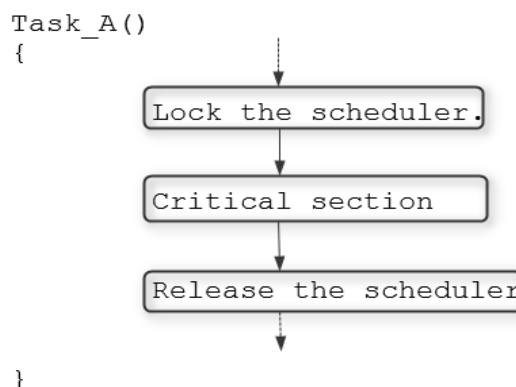 Task_A()
{
Lock the scheduler.
Critical section
Release the scheduler
}